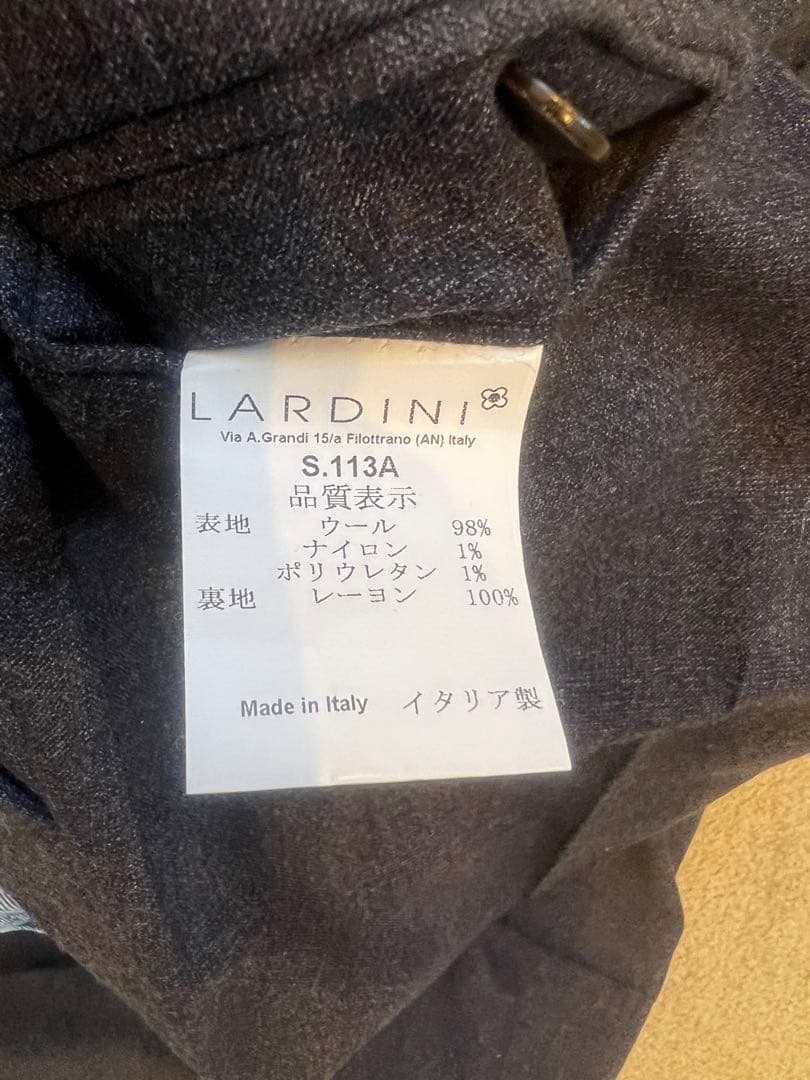 LARDINI
Via A.Grandi 15/a Filottrano (AN) Italy
S.113A
品質表示
表地 ウール 98%
ナイロン 1%
ポリウレタン 1%
裏地 レーヨン 100%
Made in Italy イタリア製